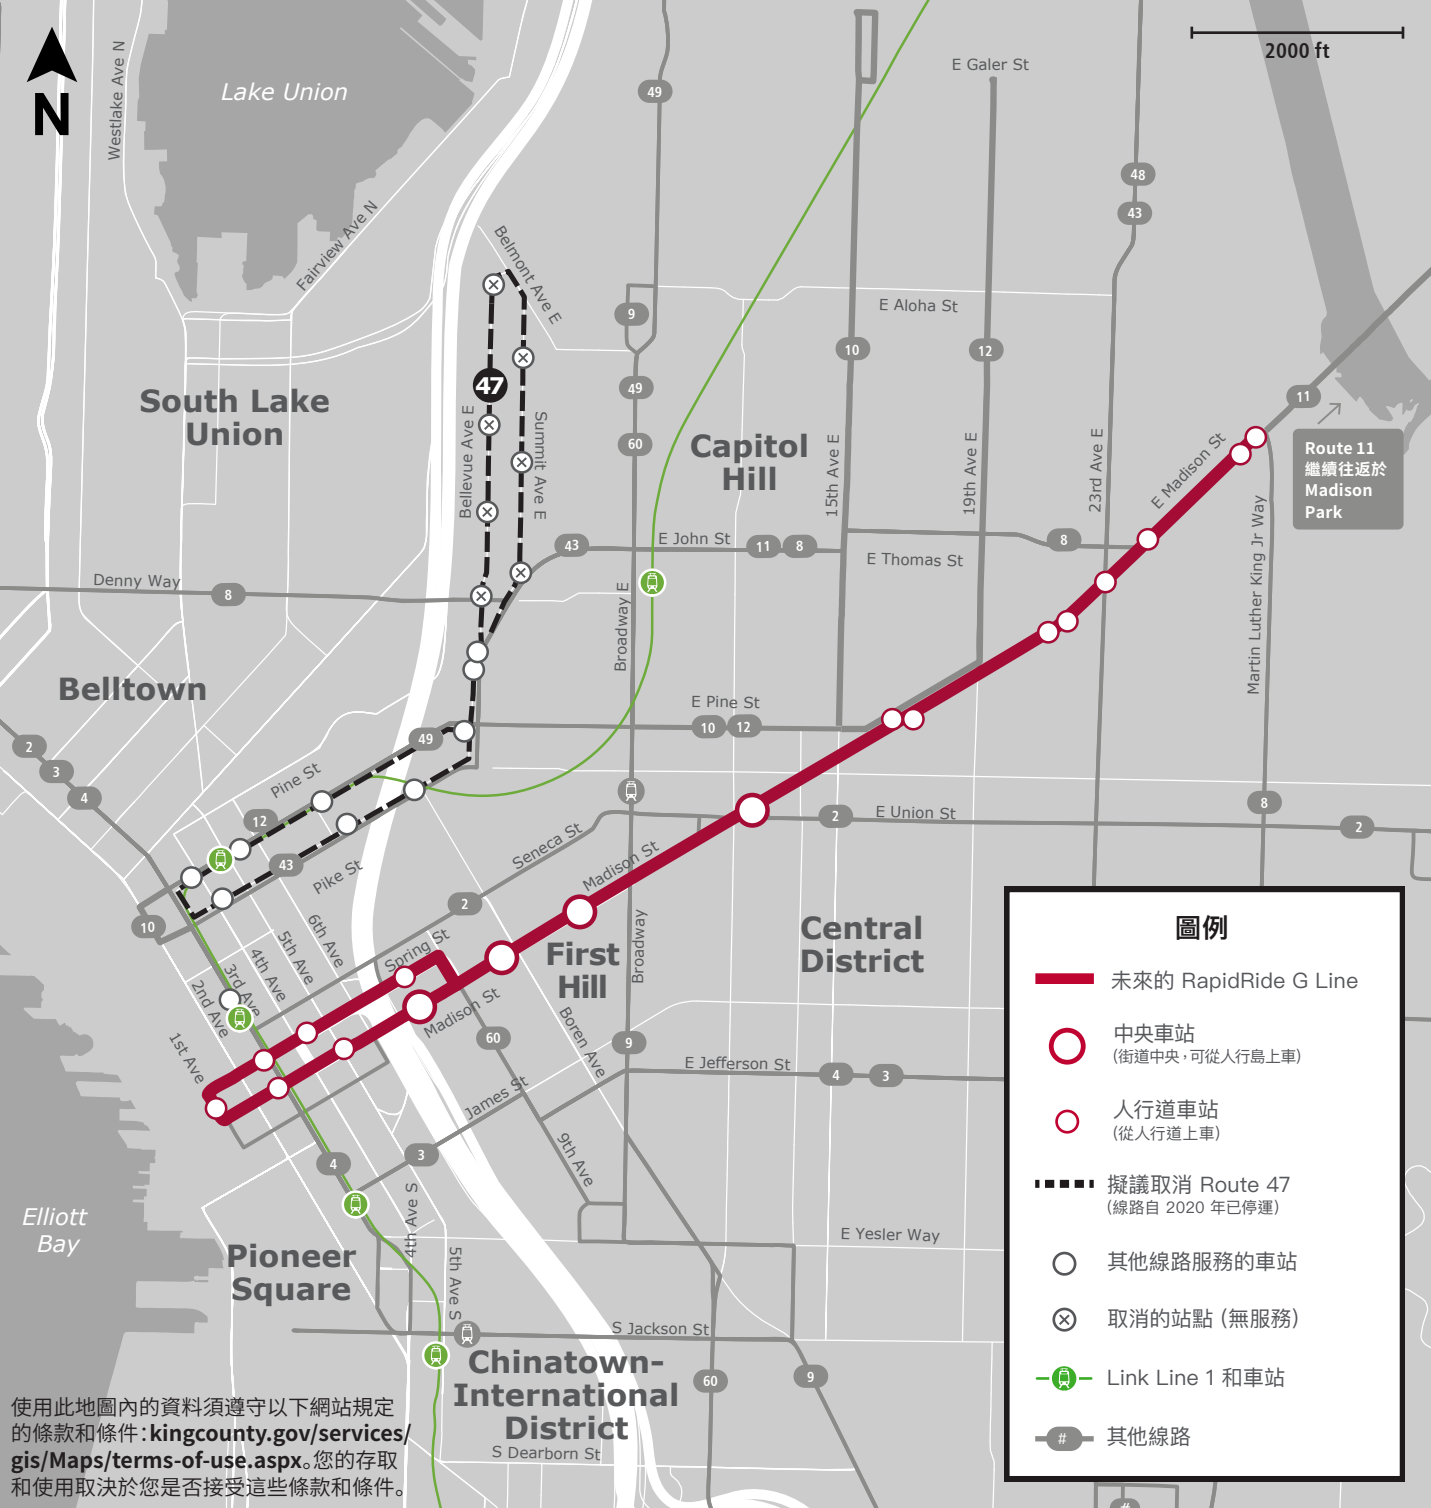 N
2000 ft
Lake Union
Westlake Ave N
Fairview Ave N
Belmont Ave E
E Galer St
E Aloha St
49
48
43
9
10
12
49
60
11
47
South Lake
Union
Capitol
Hill
Bellevue Ave E
Summit Ave E
15th Ave E
19th Ave E
23rd Ave E
E Madison St
Route 11
繼續往返於
Madison
Park
Martin Luther King Jr Way
43
E John St
11
8
E Thomas St
8
Denny Way
8
Broadway E
Belltown
E Pine St
10
12
49
2
3
4
Pine St
12
43
Pike St
Seneca St
Madison St
2
E Union St
8
2
2
10
6th Ave
5th Ave
4th Ave
3rd Ave
2nd Ave
1st Ave
Spring St
Madison St
First
Hill
Broadway
Central
District
Boren Ave
60
9
E Jefferson St
4
3
James St
9th Ave
4
3
Elliott
Bay
Pioneer
Square
4th Ave S
5th Ave S
E Yesler Way
S Jackson St
Chinatown-
International
District
60
9
S Dearborn St
圖例
未來的 RapidRide G Line
中央車站
(街道中央，可從人行島上車)
人行道車站
(從人行道上車)
擬議取消 Route 47
(線路自 2020 年已停運)
其他線路服務的車站
取消的站點 (無服務)
Link Line 1 和車站
# 其他線路
#
使用此地圖內的資料須遵守以下網站規定
的條款和條件：kingcounty.gov/services/
gis/Maps/terms-of-use.aspx。您的存取
和使用取決於您是否接受這些條款和條件。